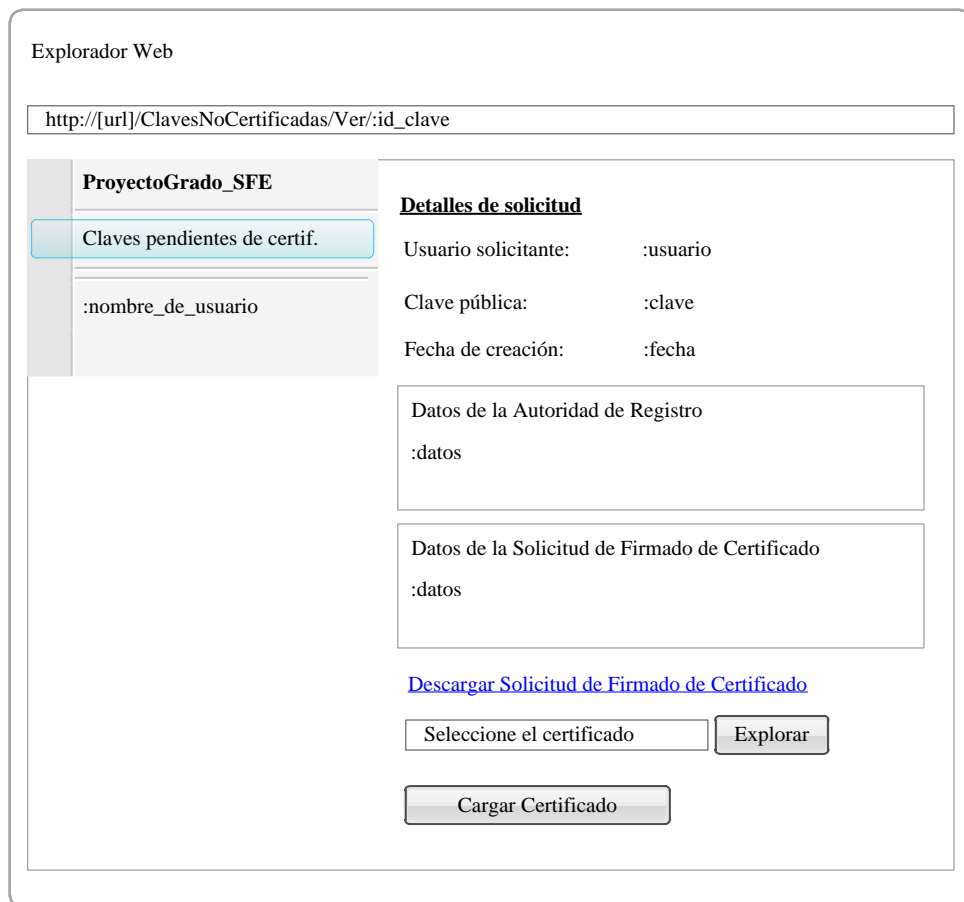 Explorador Web
http://[url]/ClavesNoCertificadas/Ver/:id_clave
ProyectoGrado_SFE
Claves pendientes de certif.
:nombre_de_usuario
Detalles de solicitud
Usuario solicitante: :usuario
Clave pública: :clave
Fecha de creación: :fecha
Datos de la Autoridad de Registro
:datos
Datos de la Solicitud de Firmado de Certificado
:datos
Descargar Solicitud de Firmado de Certificado
Seleccione el certificado Explorar
Cargar Certificado